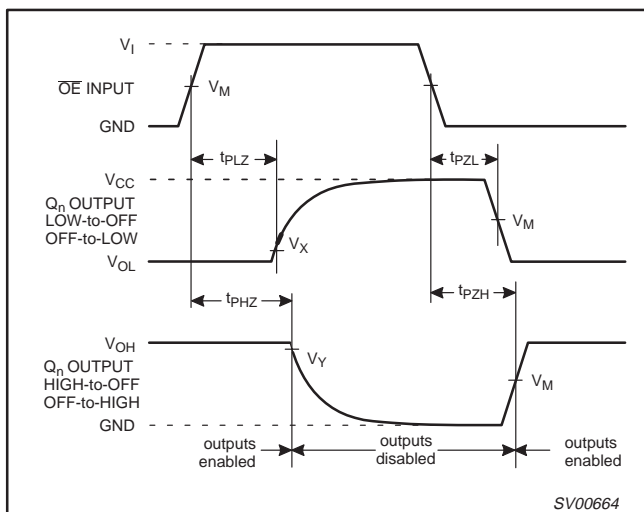 V_I
OE INPUT
V_M
GND
t_PLZ
t_PZL
V_CC
Q_n OUTPUT
LOW-to-OFF
OFF-to-LOW
V_M
V_X
V_OL
t_PHZ
t_PZH
V_OH
V_Y
Q_n OUTPUT
HIGH-to-OFF
OFF-to-HIGH
V_M
GND
outputs
enabled
outputs
disabled
outputs
enabled
SV00664